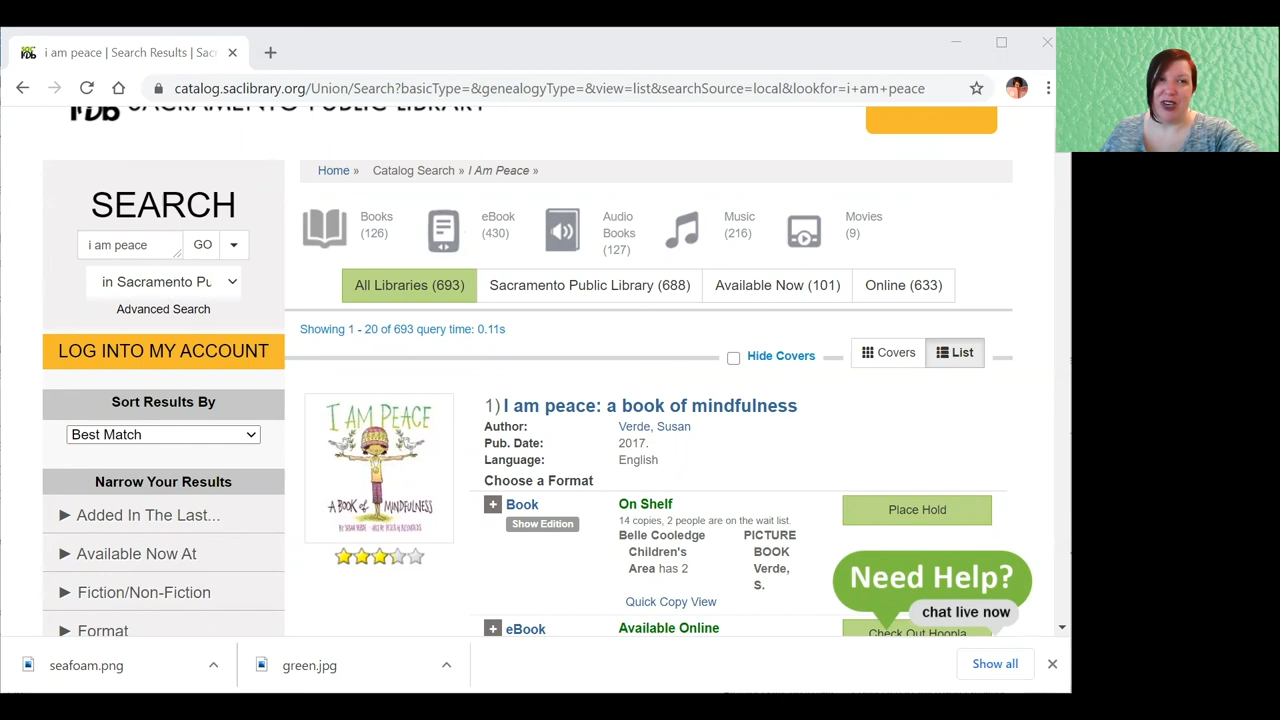 i am peace | Search Results | Sac
catalog.saclibrary.org/Union/Search?basicType=&genealogyType=&view=list&searchSource=local&lookfor=i+am+peace
SACRAMENTO PUBLIC LIBRARY
Home » Catalog Search » I Am Peace »
SEARCH
i am peace GO
in Sacramento Pu
Advanced Search
LOG INTO MY ACCOUNT
Sort Results By
Best Match
Narrow Your Results
Added In The Last...
Available Now At
Fiction/Non-Fiction
Format
Books (126)
eBook (430)
Audio Books (127)
Music (216)
Movies (9)
All Libraries (693) Sacramento Public Library (688) Available Now (101) Online (633)
Showing 1 - 20 of 693 query time: 0.11s
Hide Covers Covers List
I AM PEACE
A BOOK OF MINDFULNESS
1) I am peace: a book of mindfulness
Author: Verde, Susan
Pub. Date: 2017.
Language: English
Choose a Format
Book
Show Edition
On Shelf
14 copies, 2 people are on the wait list.
Belle Cooledge Children's Area has 2
PICTURE BOOK Verde, S.
Quick Copy View
Place Hold
eBook
Available Online
Check Out Hoopla
Need Help?
chat live now
seafoam.png
green.jpg
Show all